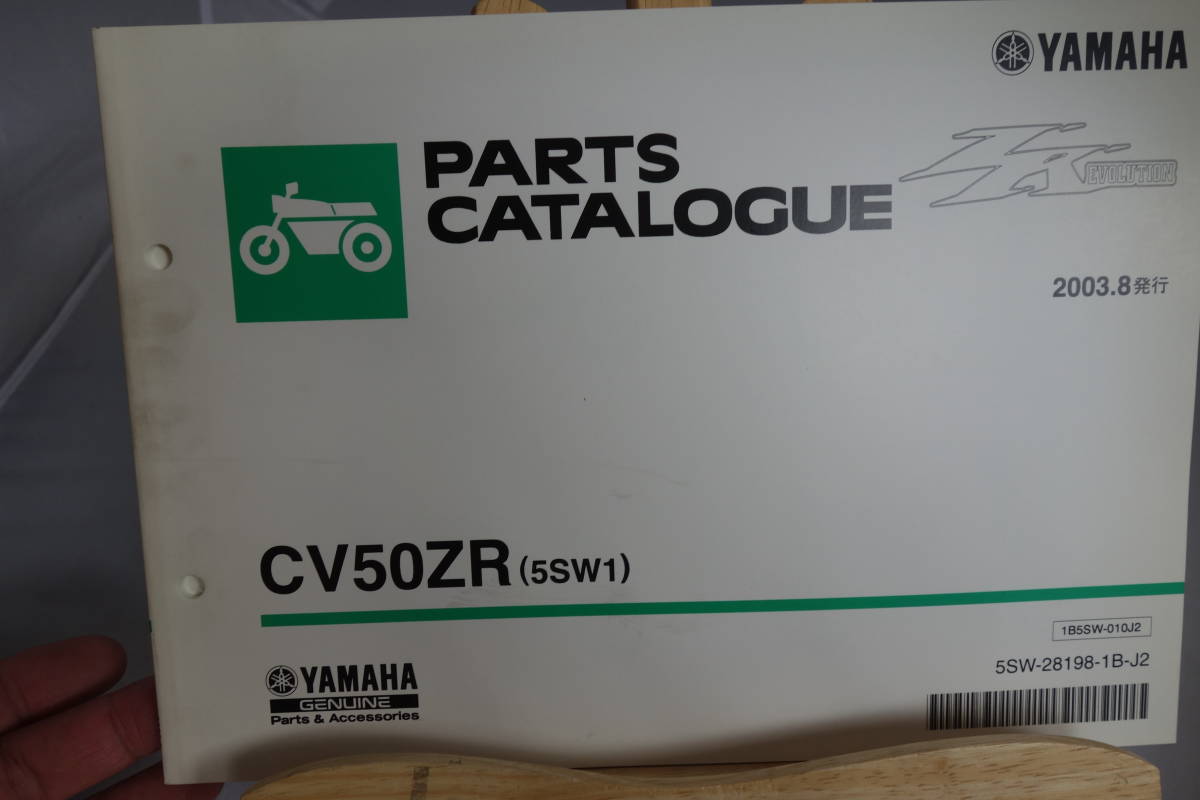 YAMAHA
PARTS
CATALOGUE
ZR EVOLUTION
2003.8発行
CV50ZR (5SW1)
1B5SW-010J2
5SW-28198-1B-J2
YAMAHA
GENUINE
Parts & Accessories